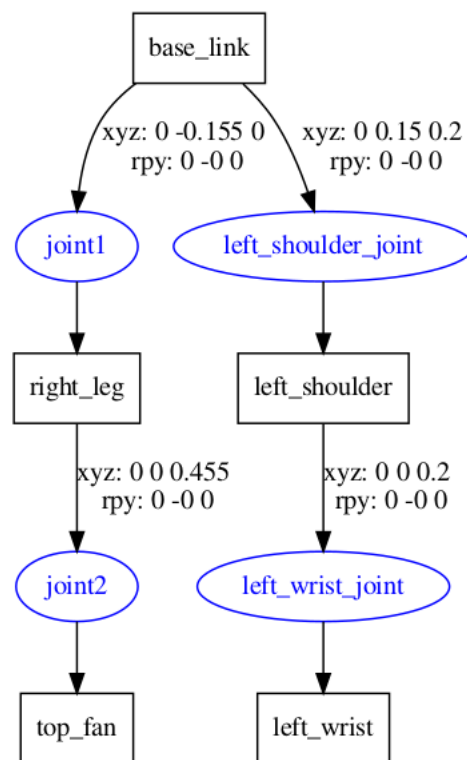 base_link
xyz: 0 -0.155 0
rpy: 0 -0 0
xyz: 0 0.15 0.2
rpy: 0 -0 0
joint1
left_shoulder_joint
right_leg
left_shoulder
xyz: 0 0 0.455
rpy: 0 -0 0
xyz: 0 0 0.2
rpy: 0 -0 0
joint2
left_wrist_joint
top_fan
left_wrist